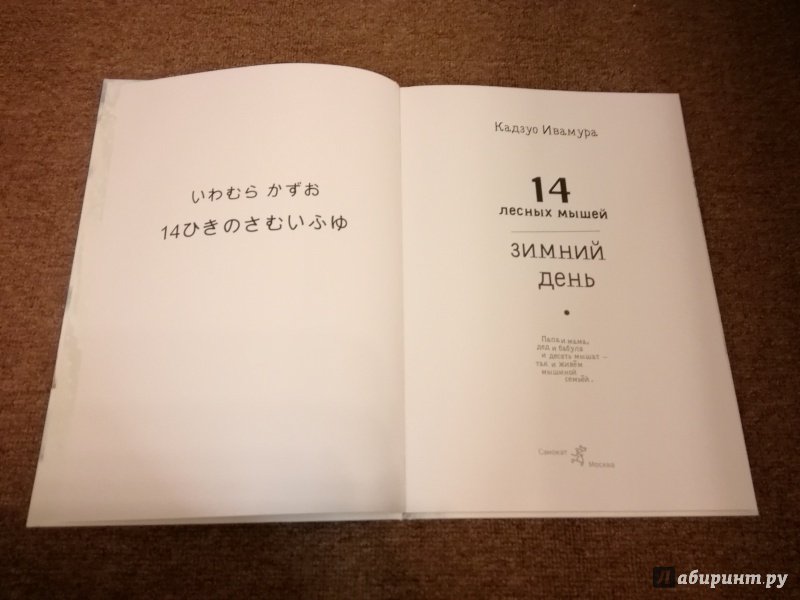 いわむら かずお
14ひきのさむいふゆ
Кадзуо Ивамура
14
лесных мышей
зимний
день
Папа и мама,
дед и бабуля
и десять мышат –
так и живём
мышиной
семьёй.
Самокат
Москва
Лабиринт.ру